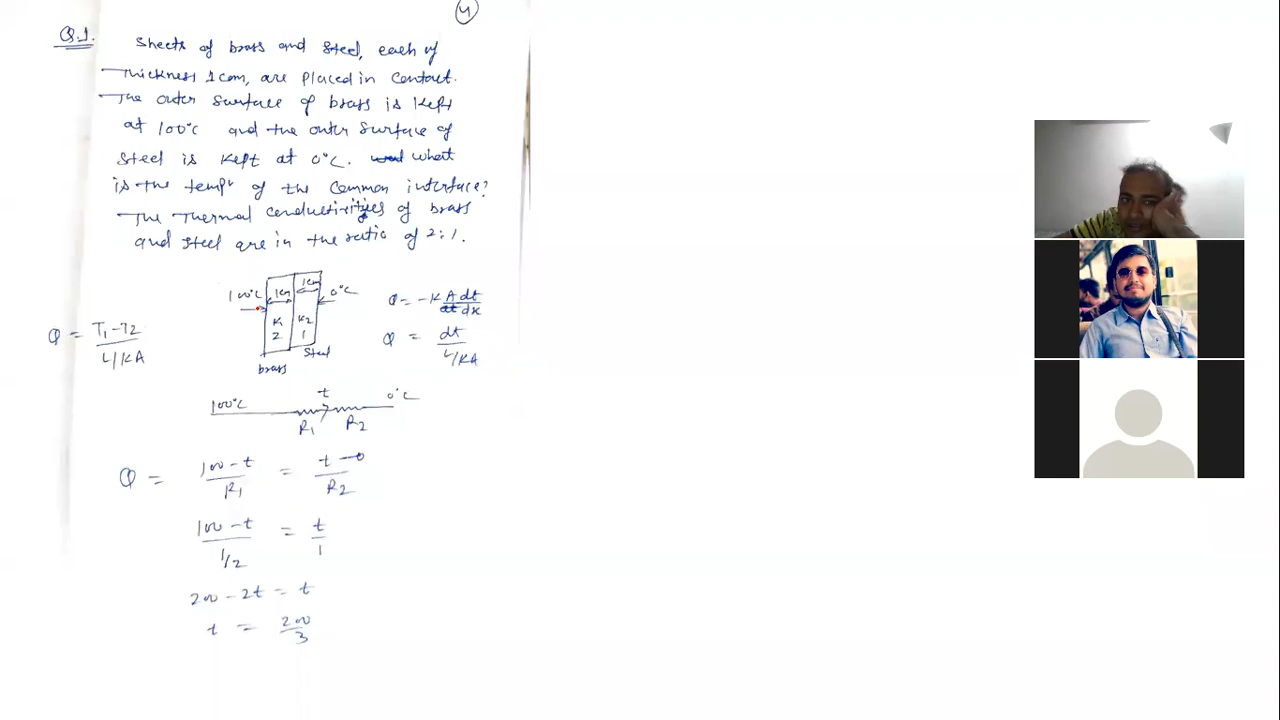 4
Q.1. Sheets of brass and steel, each of
thickness 1cm, are placed in contact.
The outer surface of brass is kept
at 100°C and the outer surface of
steel is kept at 0°C. what
is the tempr of the common interface?
The Thermal conductivities of brass
and steel are in the ratio of 2:1.
100°C 1cm 1cm 0°C
K 2
K2 1
brass
Steel
Q = -K A dt/dx
Q = dt / L/KA
Q = T1-T2 / L/KA
100°C t 0°C
R1 R2
Q = 100-t / R1 = t-0 / R2
100-t / 1/2 = t / 1
200-2t = t
t = 200/3